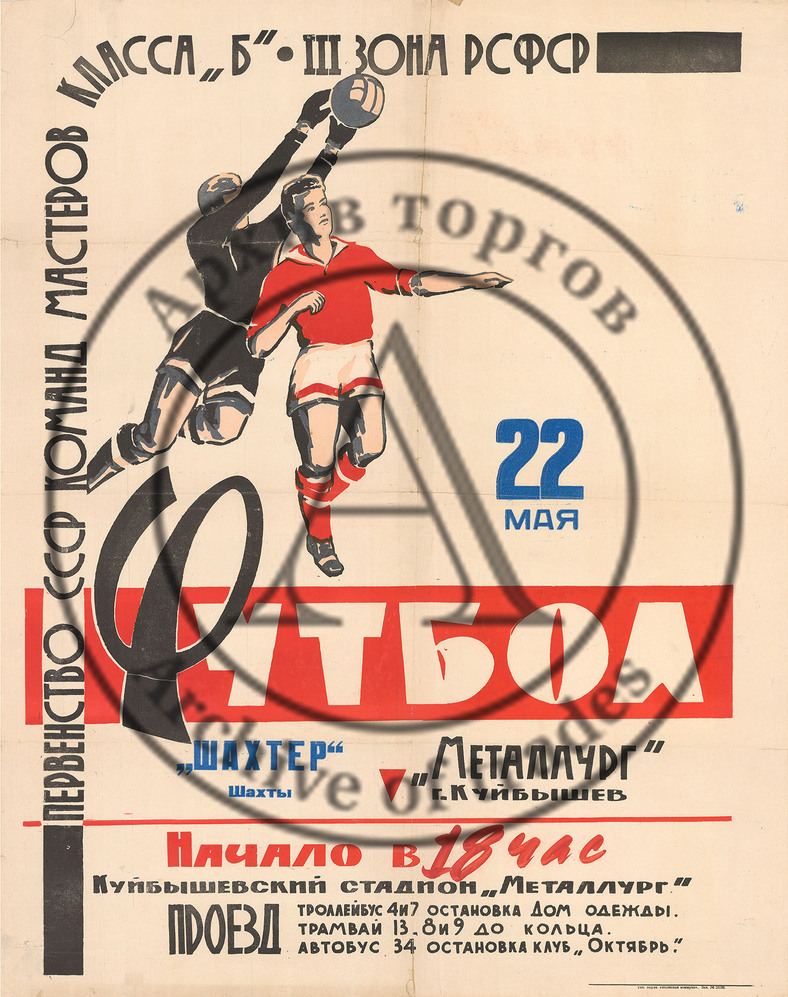 ПЕРВЕНСТВО СССР КОМАНД МАСТЕРОВ КЛАССА „Б“ • III ЗОНА РСФСР
22
МАЯ
ФУТБОЛ
„ШАХТЕР“
Шахты
„МЕТАЛЛУРГ”
г. КУЙБЫШЕВ
НАЧАЛО В 18 час
КУЙБЫШЕВСКИЙ СТАДИОН „МЕТАЛЛУРГ.”
ПРОЕЗД
ТРОЛЛЕЙБУС 4 и 7 ОСТАНОВКА ДОМ ОДЕЖДЫ.
ТРАМВАЙ 13, 8 и 9 ДО КОЛЬЦА.
АВТОБУС 34 ОСТАНОВКА КЛУБ „ОКТЯБРЬ.”
Архив торгов
А
Archive of trades